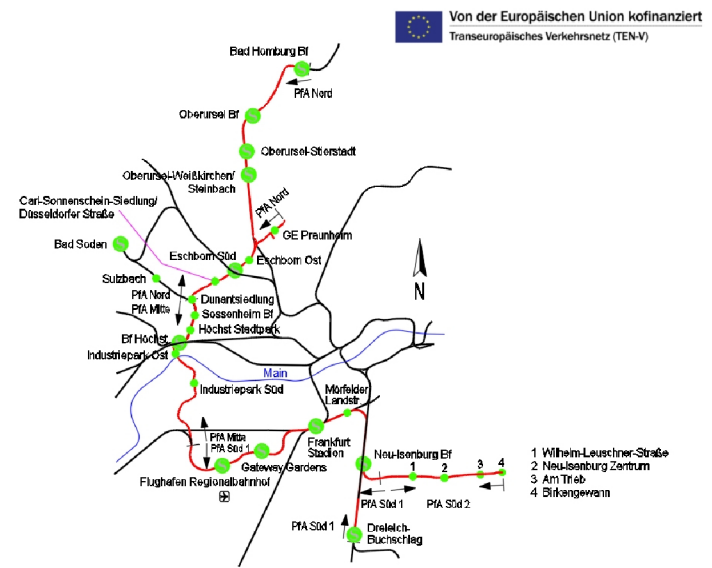 Von der Europäischen Union kofinanziert
Transeuropäisches Verkehrsnetz (TEN-V)
Bad Homburg Bf
PfA Nord
Oberursel Bf
Oberursel-Stierstadt
Oberursel-Weißkirchen/
Steinbach
PfA Nord
Carl-Sonnenschein-Siedlung/
Düsseldorfer Straße
GE Praunheim
Bad Soden
Eschborn Süd
Eschborn Ost
Sulzbach
PfA Nord
PfA Mitte
Dunantsiedlung
Sossenheim Bf
Höchst Stadtpark
N
Bf Höchst
Industriepark Ost
Main
Industriepark Süd
Mörfelder
Landstr.
PfA Mitte
PfA Süd 1
Frankfurt
Stadion
Neu-Isenburg Bf
1 2 3 4
Gateway Gardens
Flughafen Regionalbahnhof
PfA Süd 1
PfA Süd 2
1 Wilhelm-Leuschner-Straße
2 Neu-Isenburg Zentrum
3 Am Trieb
4 Birkengewann
PfA Süd 1
Dreieich-
Buchschlag